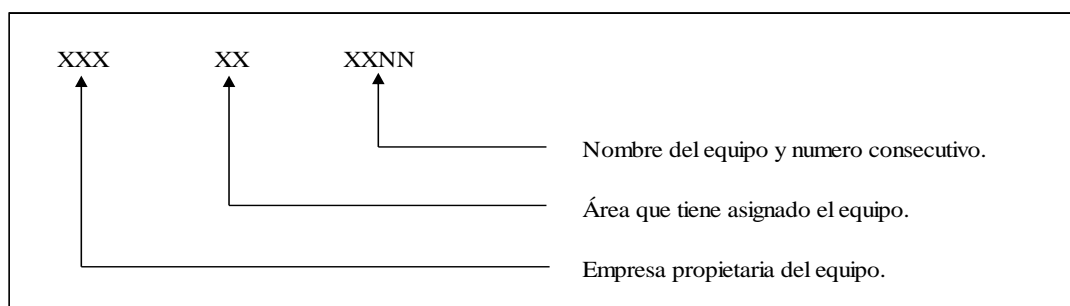 XXX XX XXNN
Nombre del equipo y numero consecutivo.
Área que tiene asignado el equipo.
Empresa propietaria del equipo.